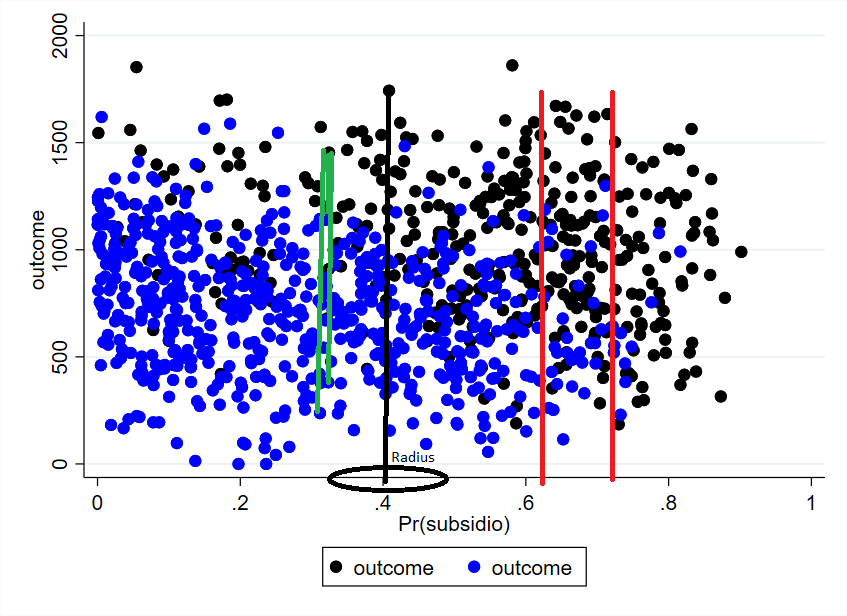 2000
1500
1000
500
0
outcome
Radius
0 .2 .4 .6 .8 1
Pr(subsidio)
outcome outcome